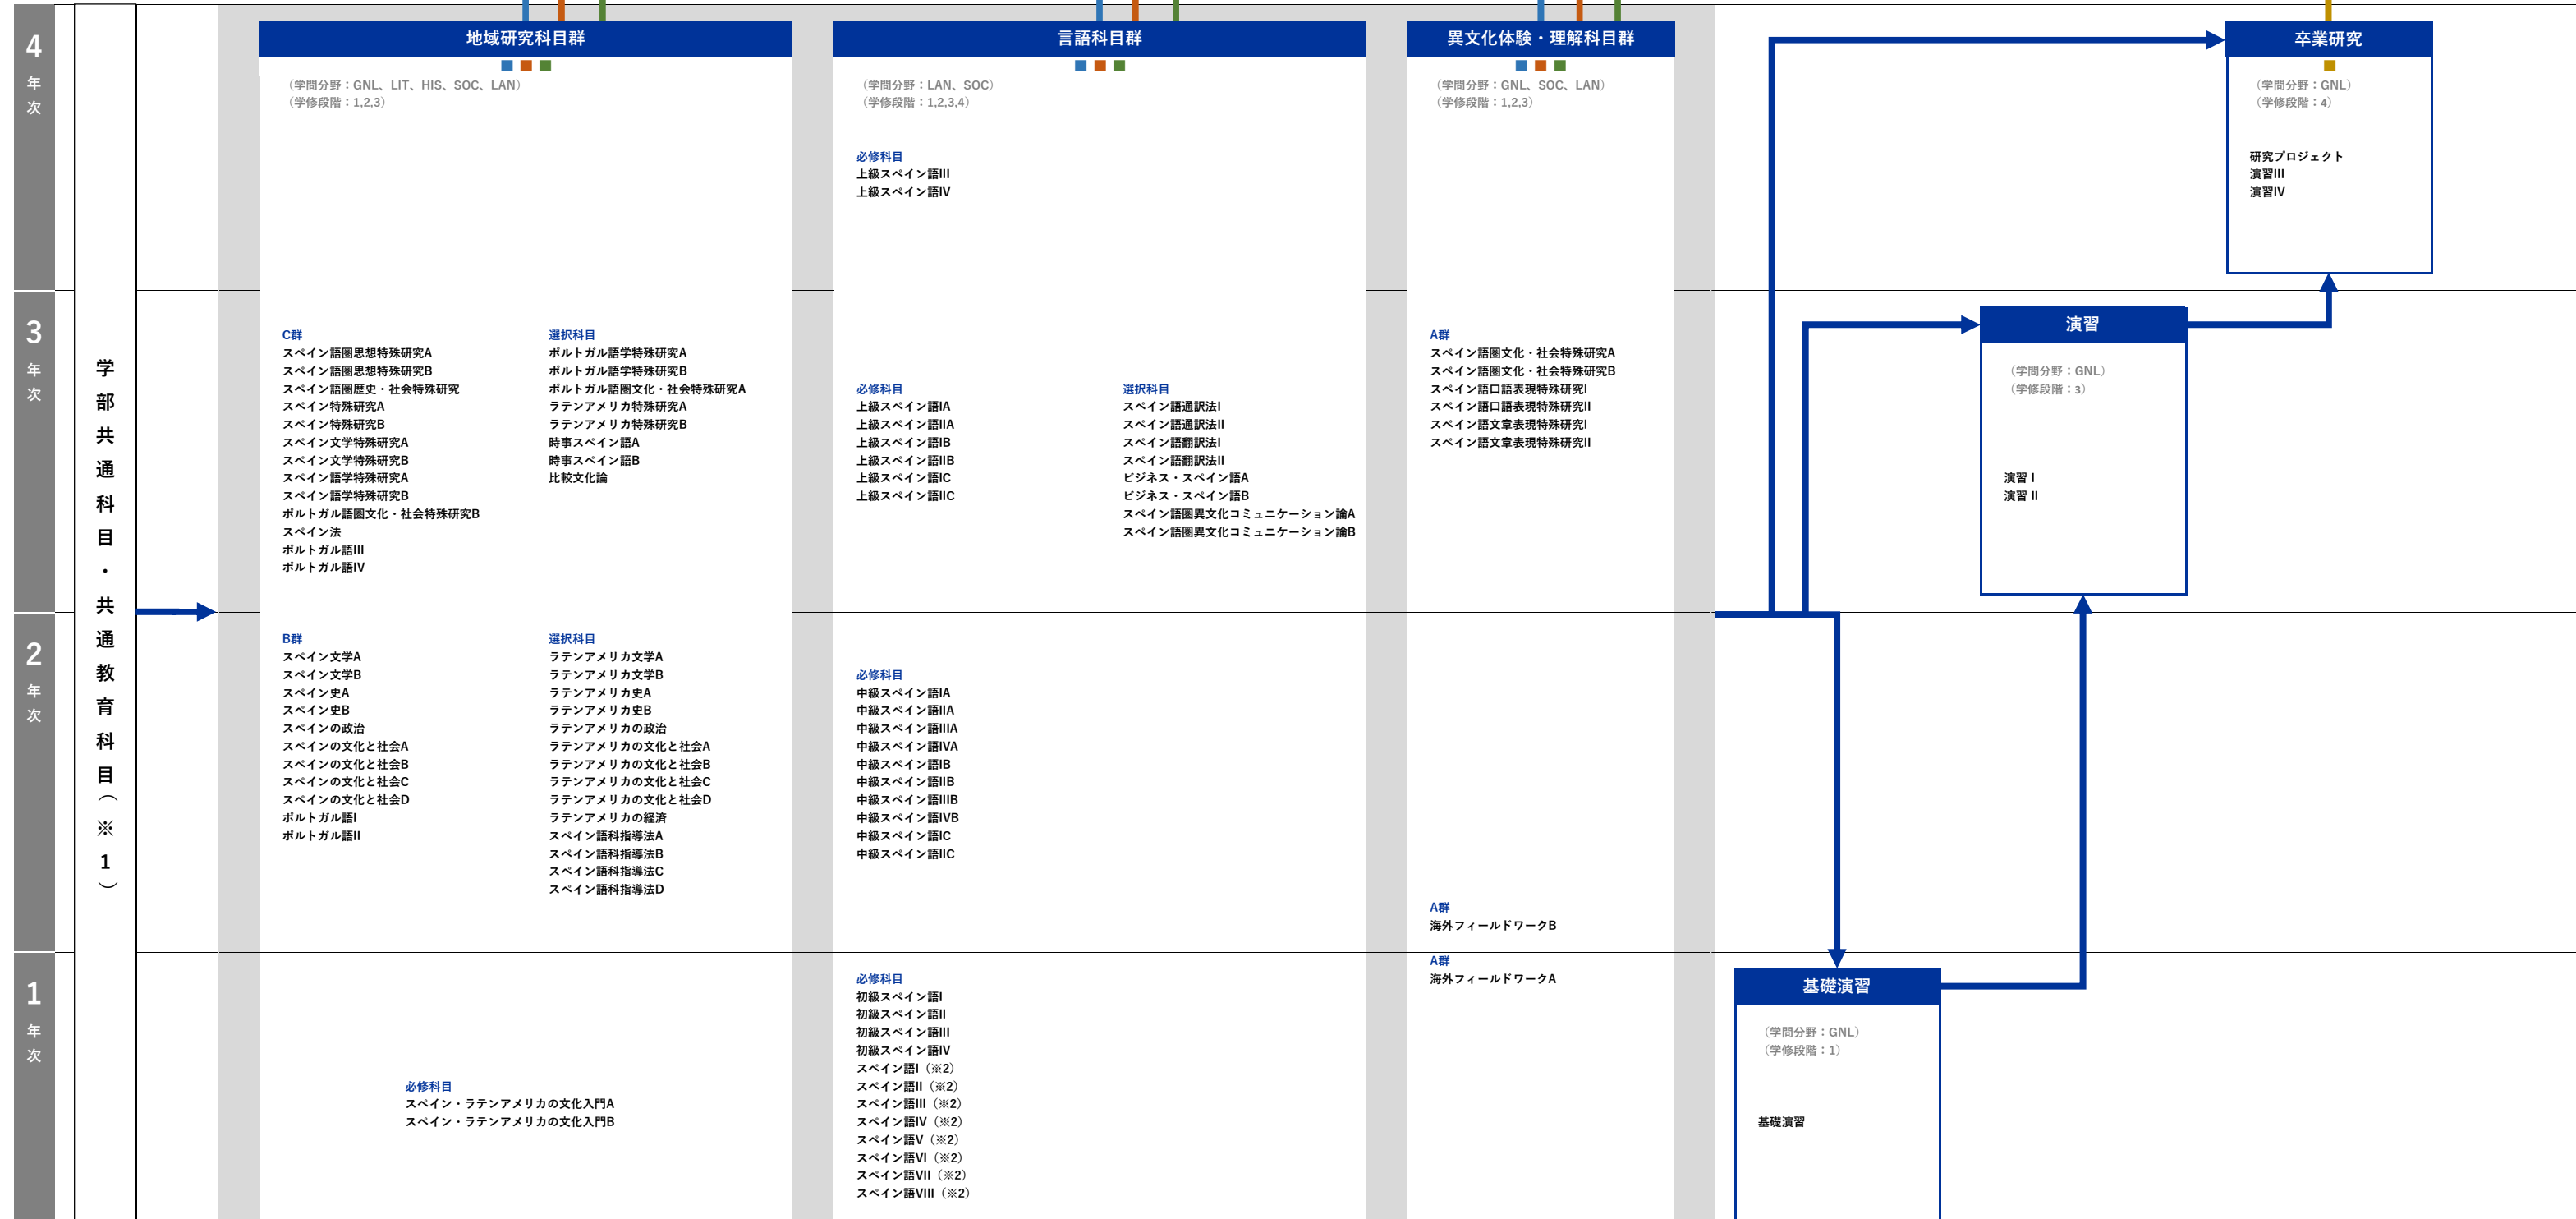 4
年
次
3
年
次
2
年
次
1
年
次
学部共通科目・共通教育科目（※1）
地域研究科目群
（学問分野：GNL、LIT、HIS、SOC、LAN）
（学修段階：1,2,3）
C群
スペイン語圏思想特殊研究A
スペイン語圏思想特殊研究B
スペイン語圏歴史・社会特殊研究
スペイン特殊研究A
スペイン特殊研究B
スペイン文学特殊研究A
スペイン文学特殊研究B
スペイン語学特殊研究A
スペイン語学特殊研究B
ポルトガル語圏文化・社会特殊研究B
スペイン法
ポルトガル語III
ポルトガル語IV
選択科目
ポルトガル語学特殊研究A
ポルトガル語学特殊研究B
ポルトガル語圏文化・社会特殊研究A
ラテンアメリカ特殊研究A
ラテンアメリカ特殊研究B
時事スペイン語A
時事スペイン語B
比較文化論
B群
スペイン文学A
スペイン文学B
スペイン史A
スペイン史B
スペインの政治
スペインの文化と社会A
スペインの文化と社会B
スペインの文化と社会C
スペインの文化と社会D
ポルトガル語I
ポルトガル語II
選択科目
ラテンアメリカ文学A
ラテンアメリカ文学B
ラテンアメリカ史A
ラテンアメリカ史B
ラテンアメリカの政治
ラテンアメリカの文化と社会A
ラテンアメリカの文化と社会B
ラテンアメリカの文化と社会C
ラテンアメリカの文化と社会D
ラテンアメリカの経済
スペイン語科指導法A
スペイン語科指導法B
スペイン語科指導法C
スペイン語科指導法D
必修科目
スペイン・ラテンアメリカの文化入門A
スペイン・ラテンアメリカの文化入門B
言語科目群
（学問分野：LAN、SOC）
（学修段階：1,2,3,4）
必修科目
上級スペイン語III
上級スペイン語IV
必修科目
上級スペイン語IA
上級スペイン語IIA
上級スペイン語IB
上級スペイン語IIB
上級スペイン語IC
上級スペイン語IIC
選択科目
スペイン語通訳法I
スペイン語通訳法II
スペイン語翻訳法I
スペイン語翻訳法II
ビジネス・スペイン語A
ビジネス・スペイン語B
スペイン語圏異文化コミュニケーション論A
スペイン語圏異文化コミュニケーション論B
必修科目
中級スペイン語IA
中級スペイン語IIA
中級スペイン語IIIA
中級スペイン語IVA
中級スペイン語IB
中級スペイン語IIB
中級スペイン語IIIB
中級スペイン語IVB
中級スペイン語IC
中級スペイン語IIC
必修科目
初級スペイン語I
初級スペイン語II
初級スペイン語III
初級スペイン語IV
スペイン語I（※2）
スペイン語II（※2）
スペイン語III（※2）
スペイン語IV（※2）
スペイン語V（※2）
スペイン語VI（※2）
スペイン語VII（※2）
スペイン語VIII（※2）
異文化体験・理解科目群
（学問分野：GNL、SOC、LAN）
（学修段階：1,2,3）
A群
スペイン語圏文化・社会特殊研究A
スペイン語圏文化・社会特殊研究B
スペイン語口語表現特殊研究I
スペイン語口語表現特殊研究II
スペイン語文章表現特殊研究I
スペイン語文章表現特殊研究II
A群
海外フィールドワークB
A群
海外フィールドワークA
卒業研究
（学問分野：GNL）
（学修段階：4）
研究プロジェクト
演習III
演習IV
演習
（学問分野：GNL）
（学修段階：3）
演習 I
演習 II
基礎演習
（学問分野：GNL）
（学修段階：1）
基礎演習